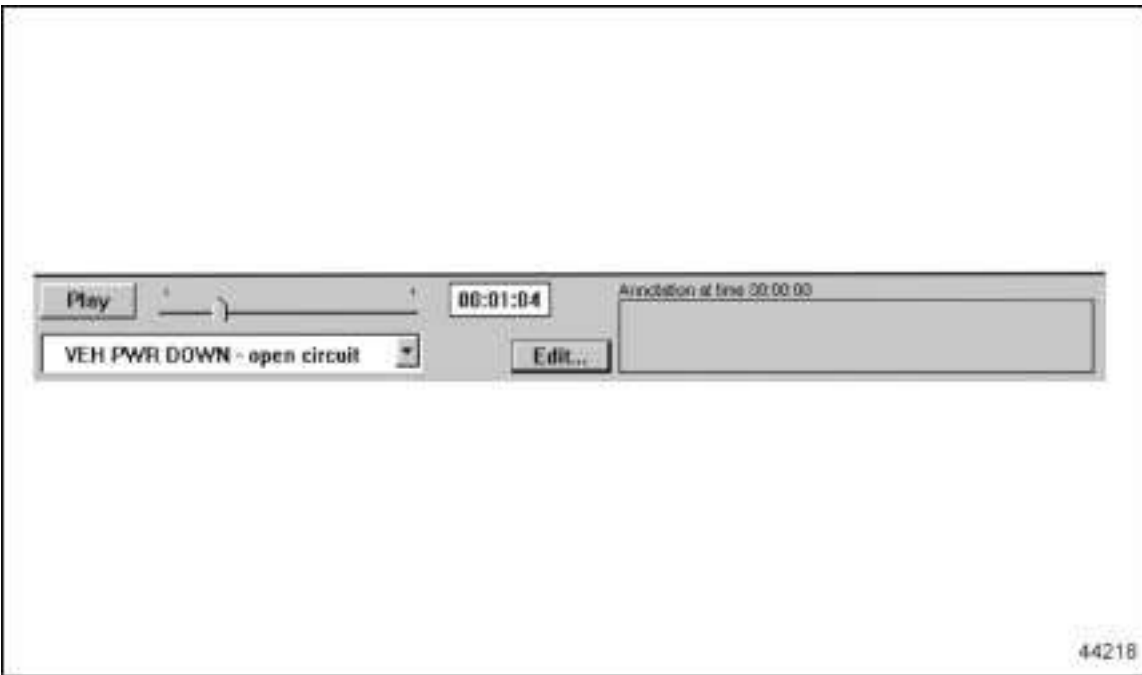 Play
00:01:04
Annotation at time 00:00:00
VEH PWR DOWN - open circuit
Edit...
44218